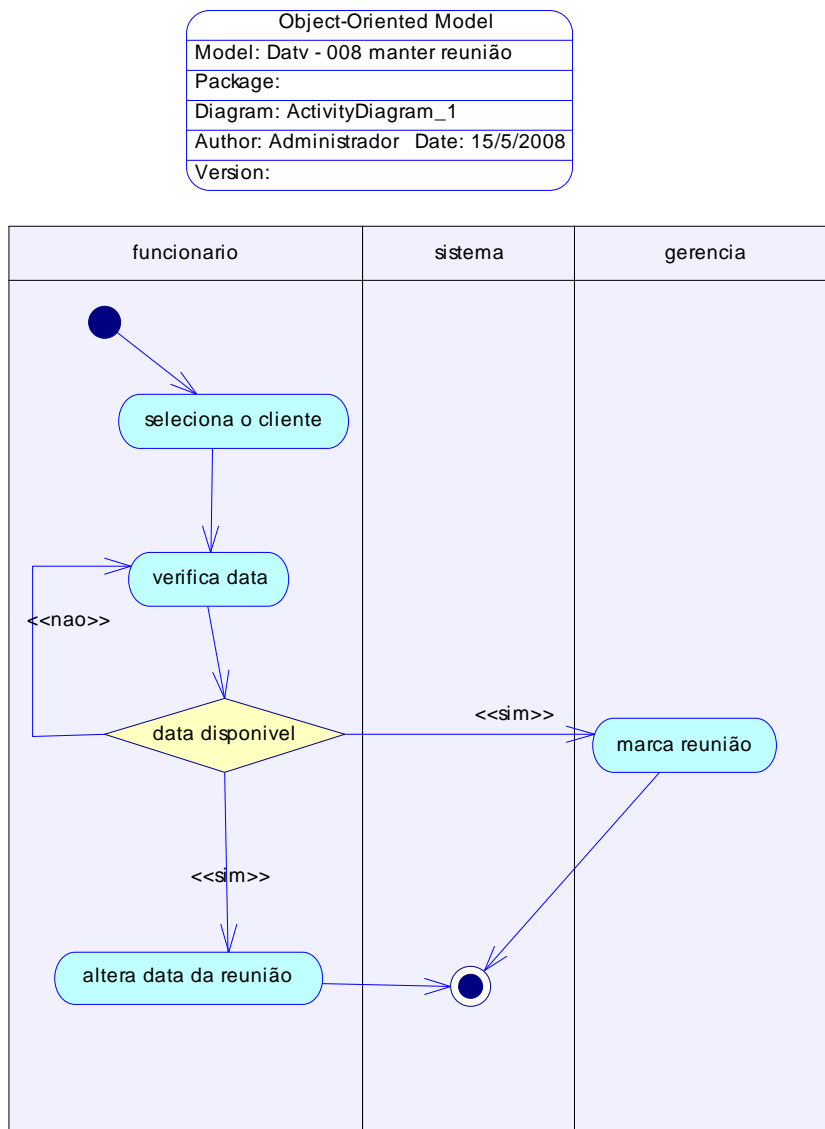 Object-Oriented Model
Model: Datv - 008 manter reunião
Package:
Diagram: ActivityDiagram_1
Author: Administrador Date: 15/5/2008
Version:
funcionario
sistema
gerencia
seleciona o cliente
verifica data
<<nao>>
data disponivel
<<sim>>
marca reunião
<<sim>>
altera data da reunião